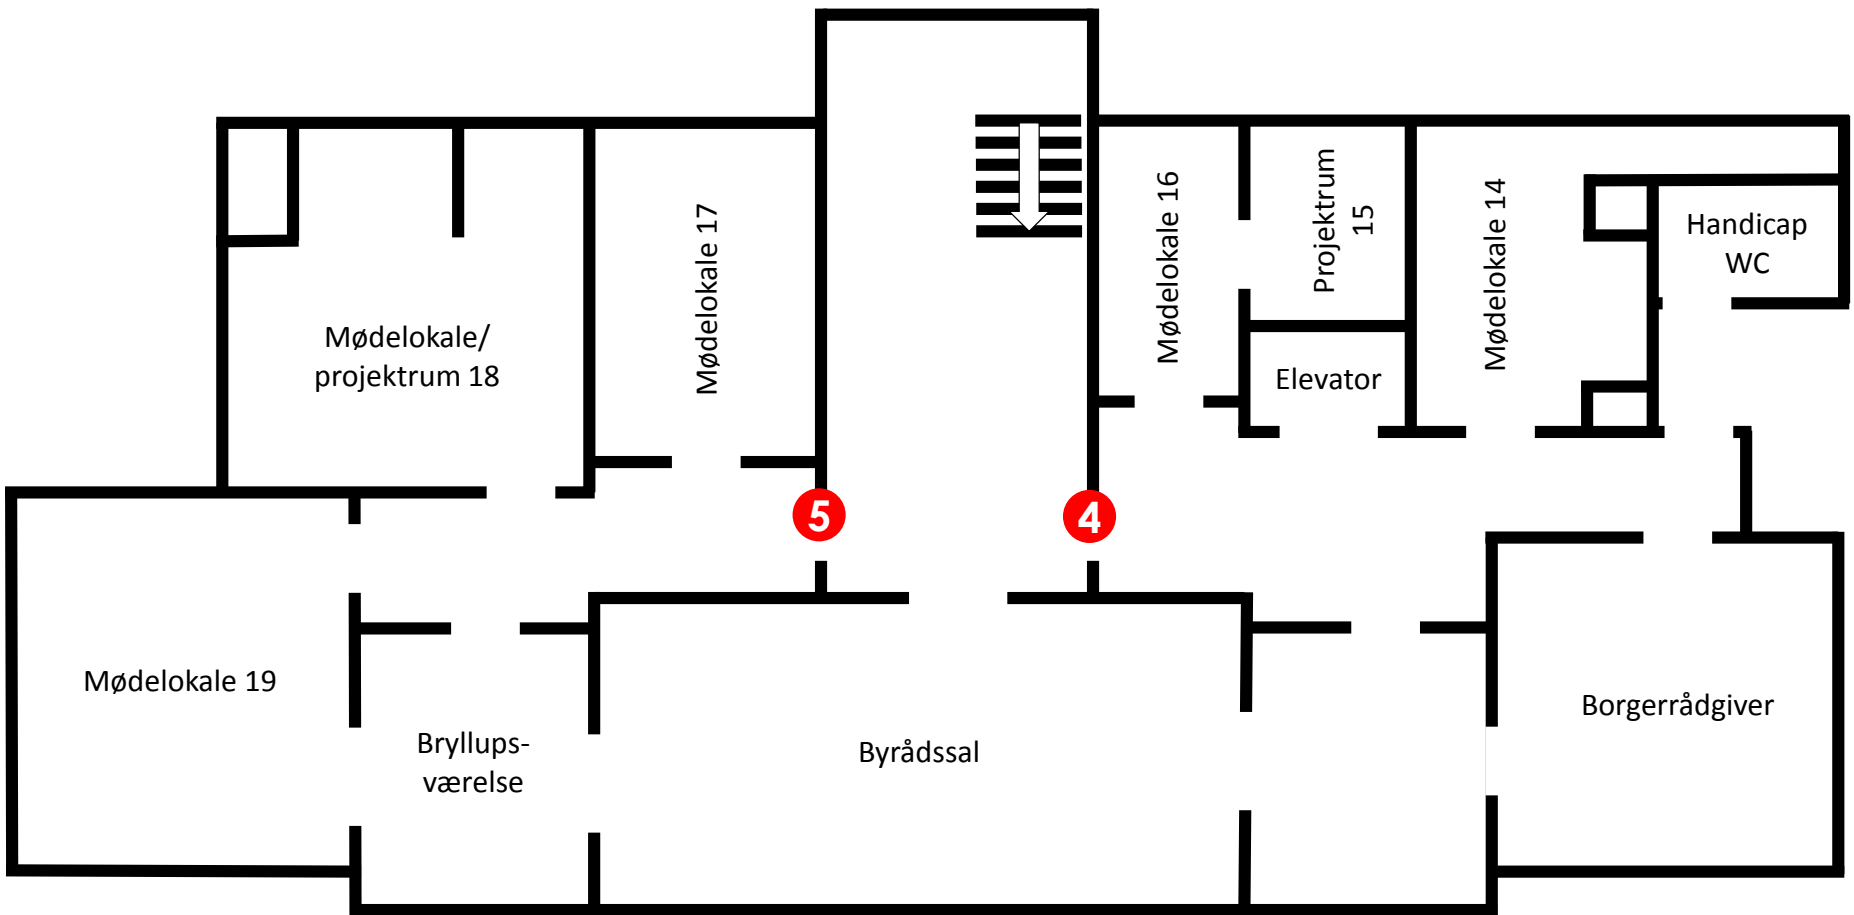 Mødelokale/
projektrum 18
Mødelokale 17
Mødelokale 16
Projektrum
15
Mødelokale 14
Handicap
WC
Elevator
5
4
Mødelokale 19
Bryllups-
værelse
Byrådssal
Borgerrådgiver